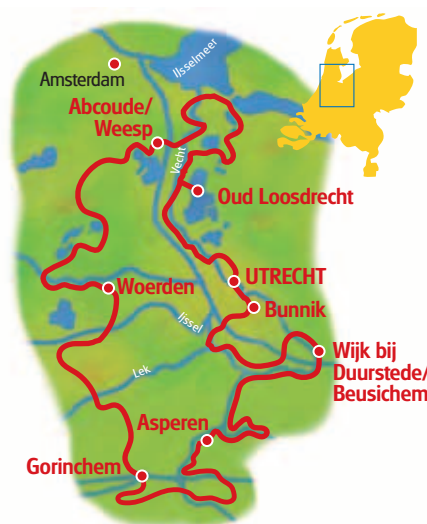 IJsselmeer
Amsterdam
Abcoude/
Weesp
Vecht
Oud Loosdrecht
UTRECHT
Woerden
Bunnik
IJssel
Wijk bij
Duurstede/
Beusichem
Lek
Asperen
Gorinchem